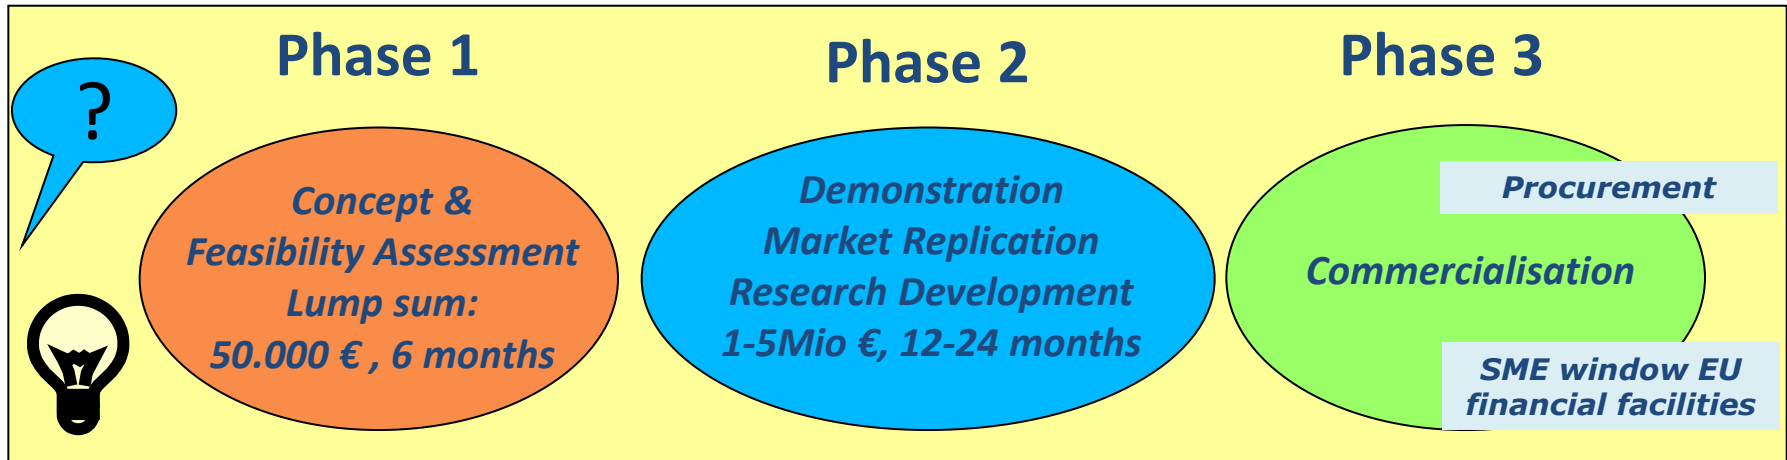 ?
Phase 1
Concept &
Feasibility Assessment
Lump sum:
50.000 € , 6 months
Phase 2
Demonstration
Market Replication
Research Development
1-5Mio €, 12-24 months
Phase 3
Procurement
Commercialisation
SME window EU
financial facilities